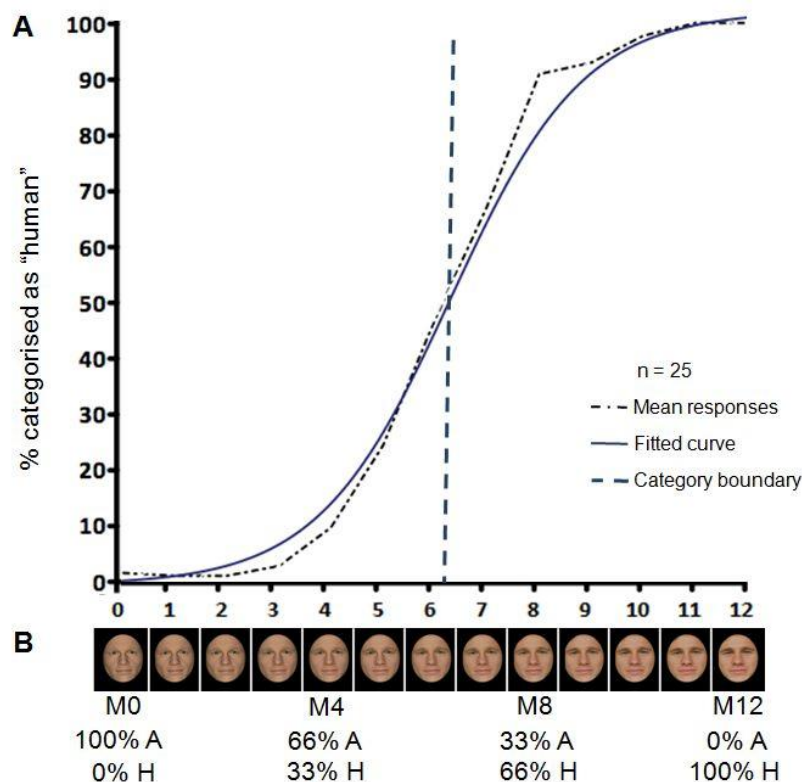 A
% categorised as “human”
100
90
80
70
60
50
40
30
20
10
0
0 1 2 3 4 5 6 7 8 9 10 11 12
n = 25
Mean responses
Fitted curve
Category boundary
B
M0 M4 M8 M12
100% A 66% A 33% A 0% A
0% H 33% H 66% H 100% H